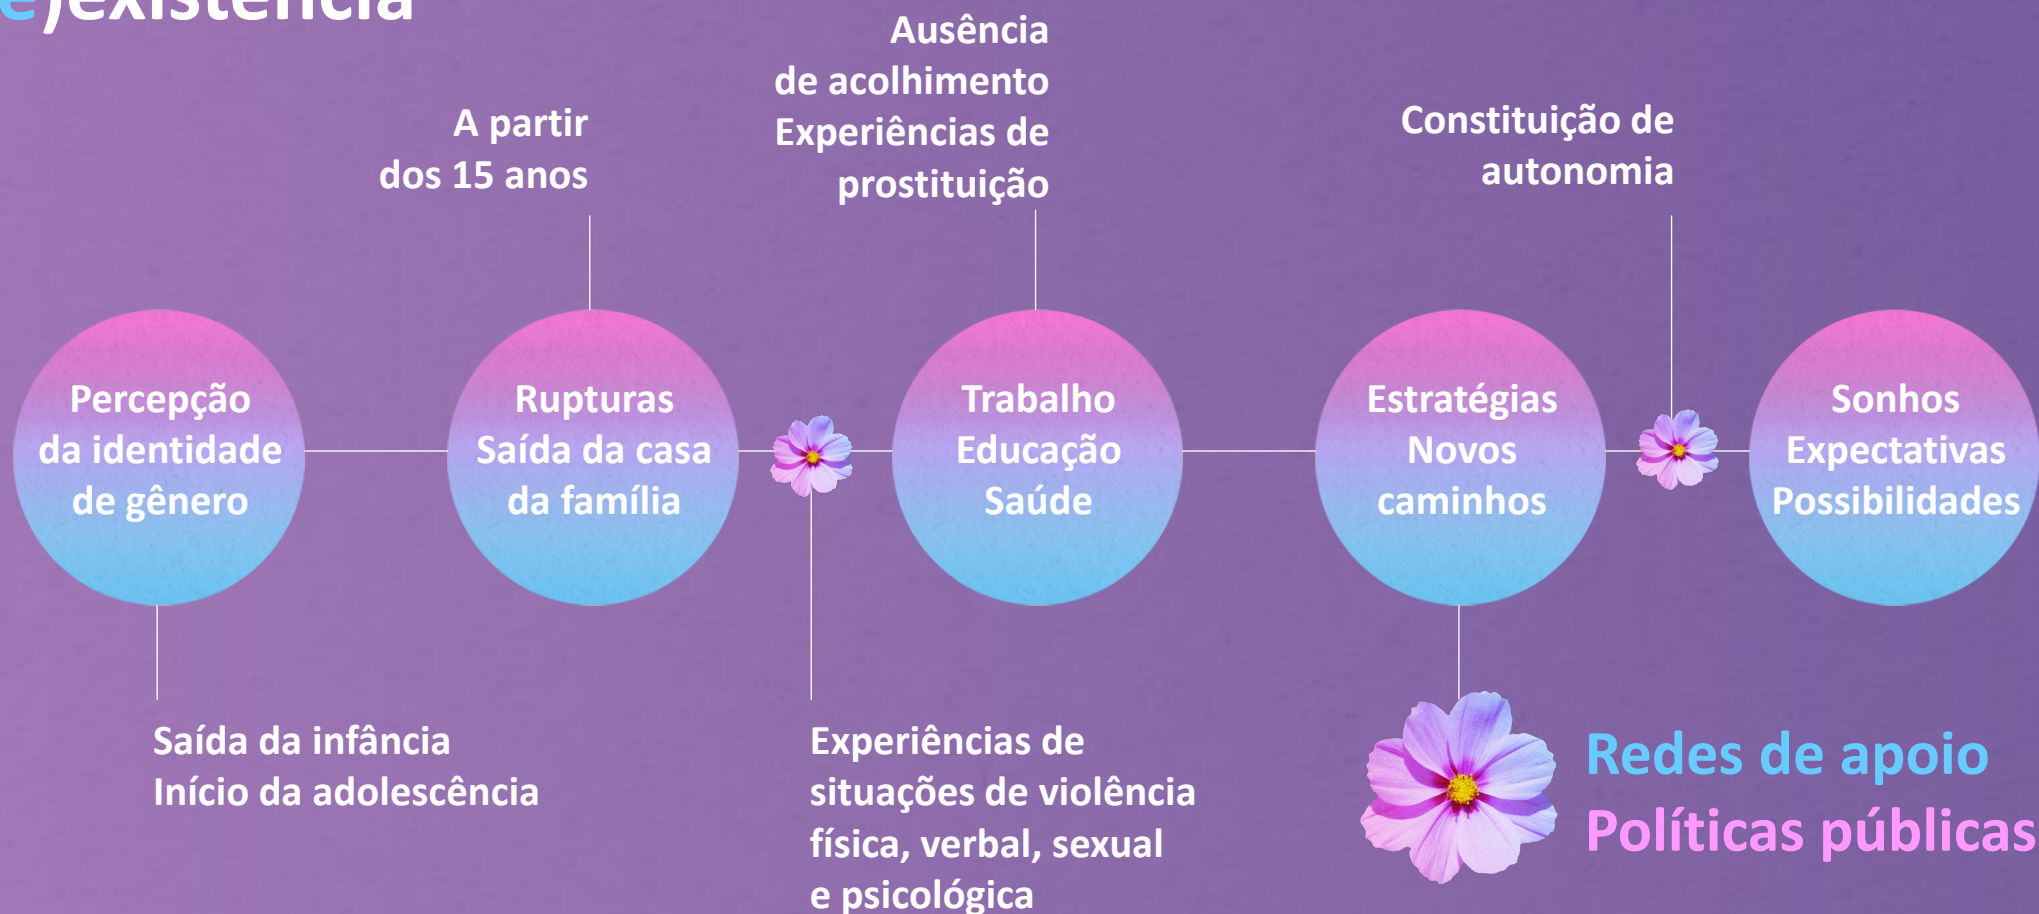 e)existência
Ausência
de acolhimento
Experiências de
prostituição
A partir
dos 15 anos
Constituição de
autonomia
Percepção
da identidade
de gênero
Rupturas
Saída da casa
da família
Trabalho
Educação
Saúde
Estratégias
Novos
caminhos
Sonhos
Expectativas
Possibilidades
Saída da infância
Início da adolescência
Experiências de
situações de violência
física, verbal, sexual
e psicológica
Redes de apoio
Políticas públicas